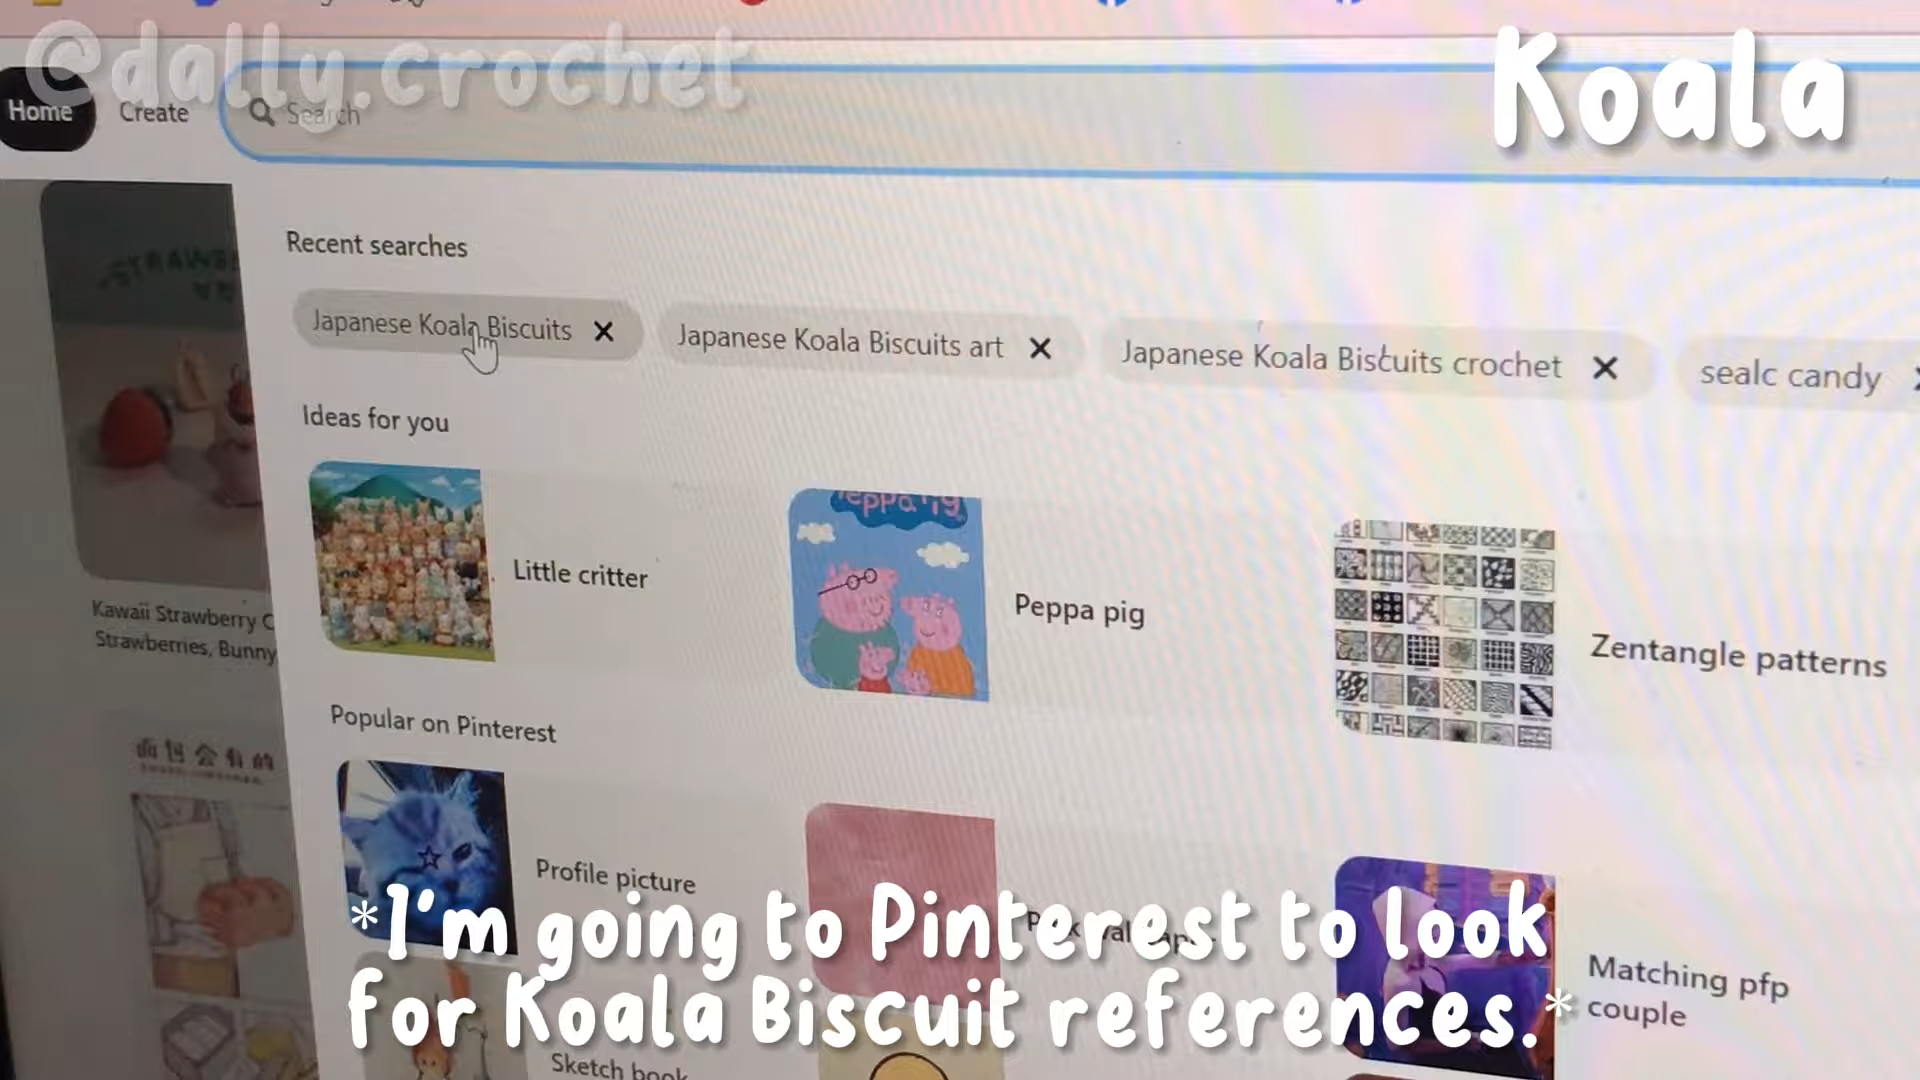 @dally.crochet
Koala
Home
Create
Search
Recent searches
Japanese Koala Biscuits
Japanese Koala Biscuits art
Japanese Koala Biscuits crochet
sealc candy
Ideas for you
Little critter
Peppa pig
Zentangle patterns
Kawaii Strawberry C
Strawberries, Bunny
Popular on Pinterest
Profile picture
Matching pfp
couple
Sketch book
*I'm going to Pinterest to look
for Koala Biscuit references.*